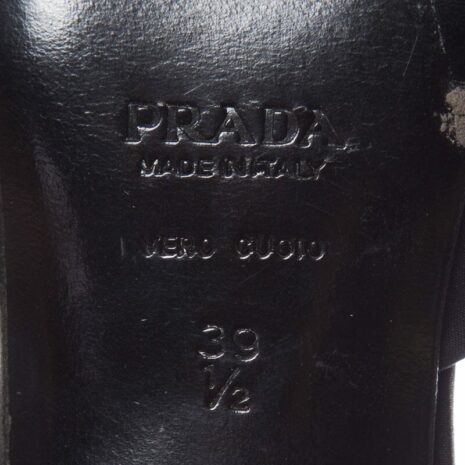 PRADA
MADE IN ITALY
VERO CUOIO
39
½